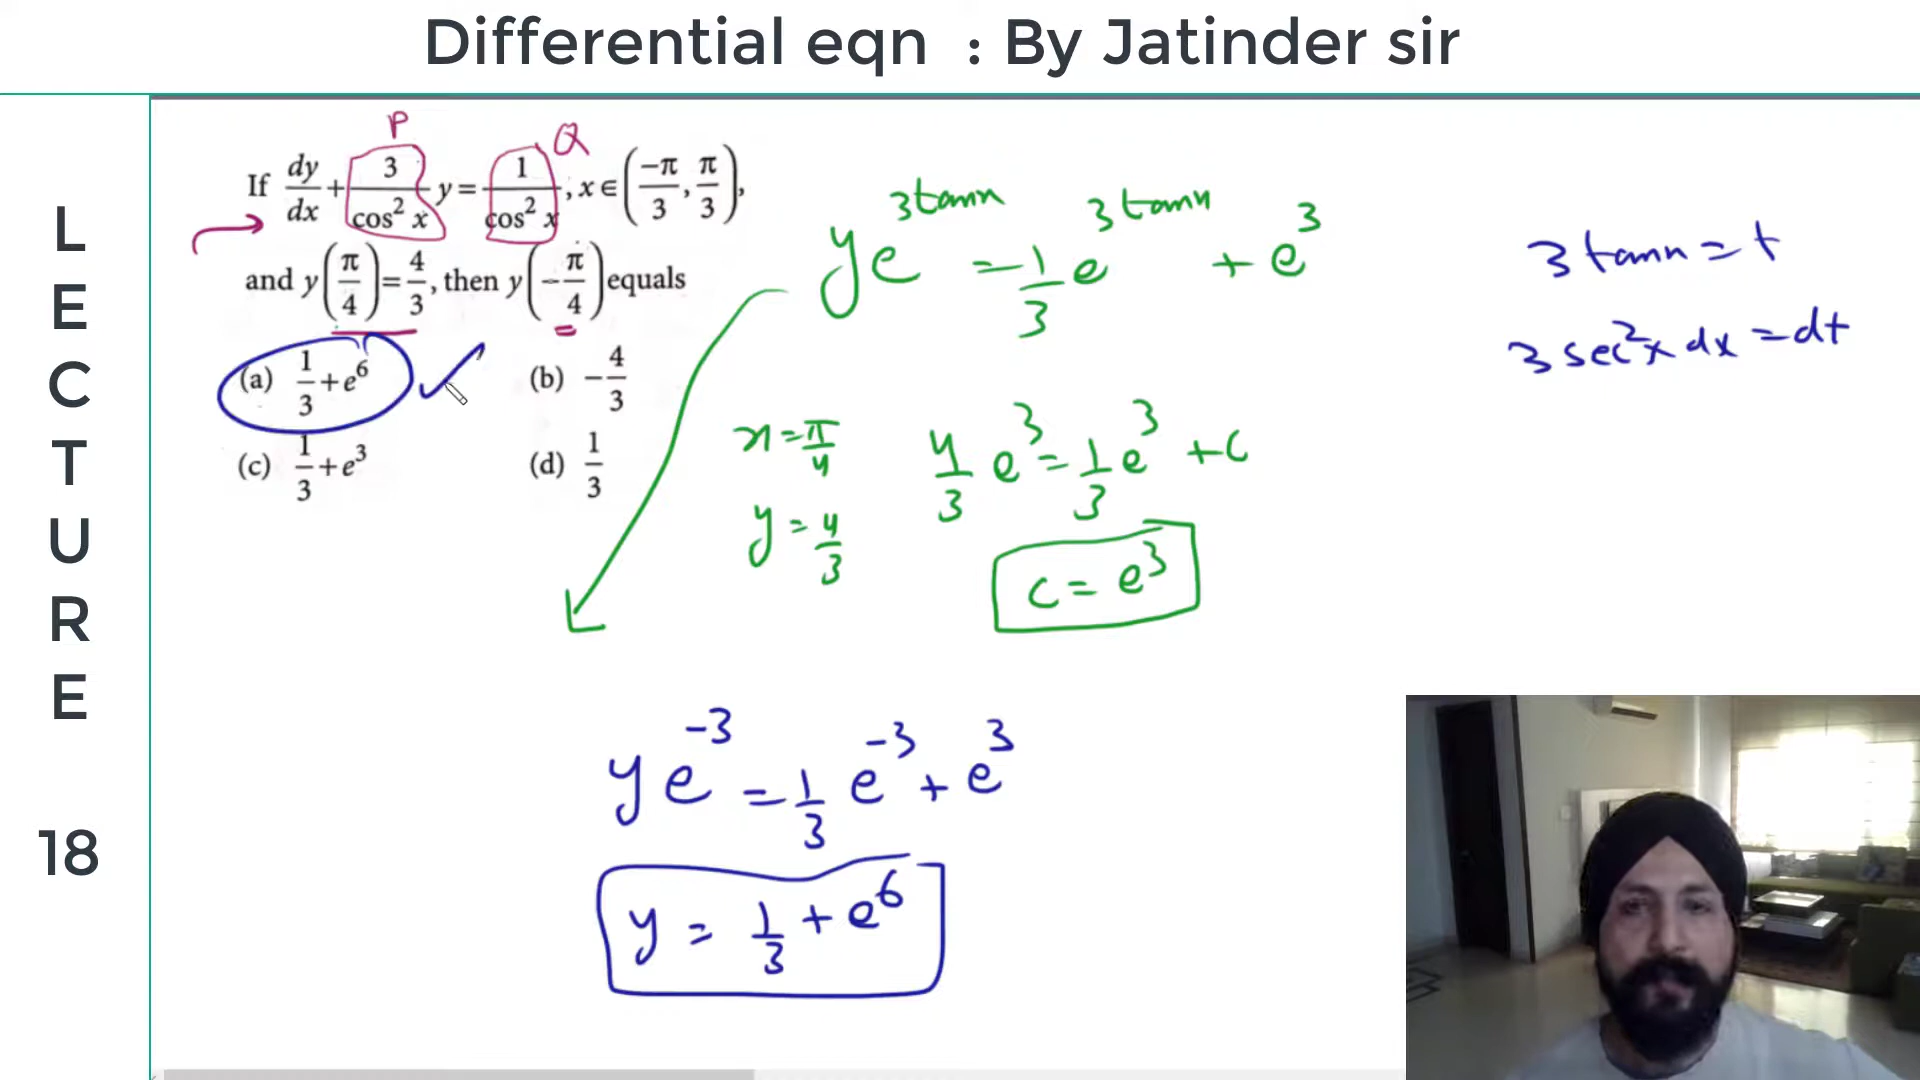 Differential eqn : By Jatinder sir
LECTURE
18
P
Q
If dy/dx + 3/cos² x y = 1/cos² x, x ∈ (-π/3, π/3),
and y(π/4) = 4/3, then y(-π/4) equals
(a) 1/3 + e⁶ (b) -4/3
(c) 1/3 + e³ (d) 1/3
ye^(3tanx) = 1/3 e^(3tanx) + e³
3tanx = t
3 sec²x dx = dt
x = π/4
y = 4/3
4/3 e³ = 1/3 e³ + c
c = e³
ye⁻³ = 1/3 e⁻³ + e³
y = 1/3 + e⁶